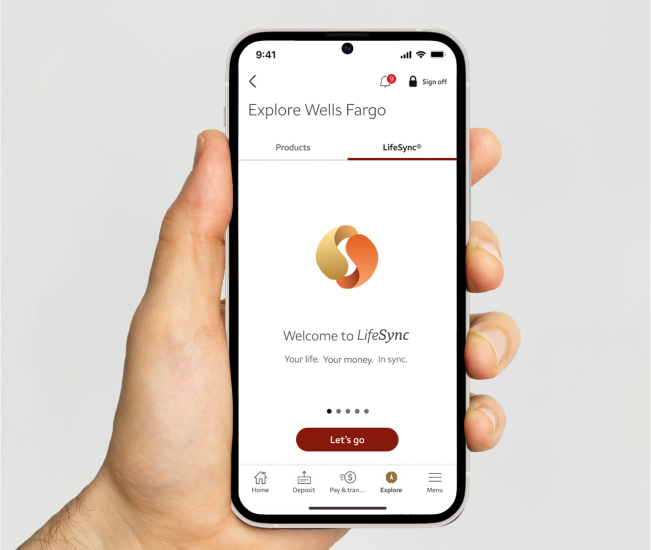 9:41
9
Sign off
Explore Wells Fargo
Products
LifeSync®
Welcome to LifeSync
Your life. Your money. In sync.
Let's go
Home
Deposit
Pay & tran...
Explore
Menu